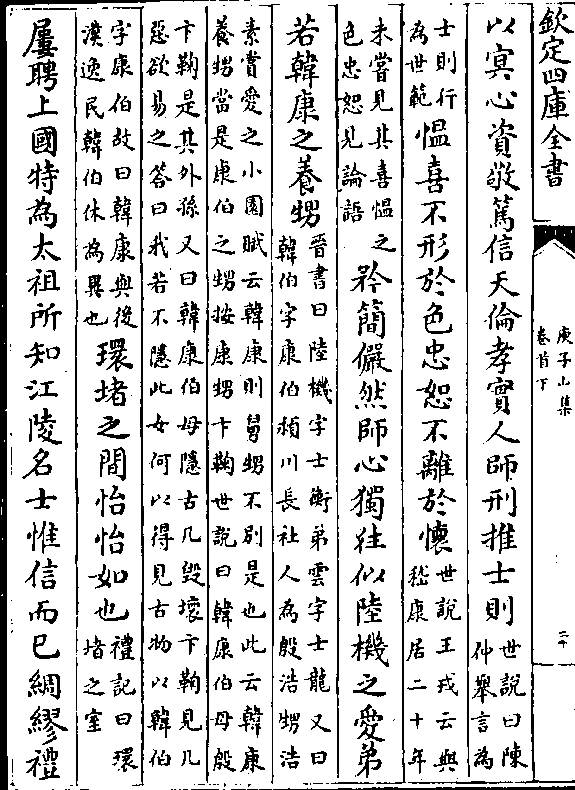 欽定四庫全書
庾子山集
卷首下
二十
以冥心資敬篤信天倫孝實人師刑推士則世說曰陳仲舉言為
士則行為世範愠喜不形於色忠恕不離於懷世說王戎云與嵇康居二十年
未嘗見其喜愠之色忠恕見論語矜簡儼然師心獨往似陸機之愛弟
若韓康之養甥晉書曰陸機字士衡弟雲字士龍又曰韓伯字康伯潁川長社人為殷浩甥浩
素賞愛之小園賦云韓康則舅甥不别是也此云韓康養甥當是康伯之甥按康甥卞鞠世說曰韓康伯母殷
卞鞠是其外孫又曰韓康伯母隱古几毁壞卞鞠見几惡欲易之答曰我若不隱此女何以得見古物以韓伯
字康伯故曰韓康與後漢逸民韓伯休為異也環堵之間怡怡如也禮記曰環堵之室
屢聘上國特為太祖所知江陵名士惟信而已綢繆禮